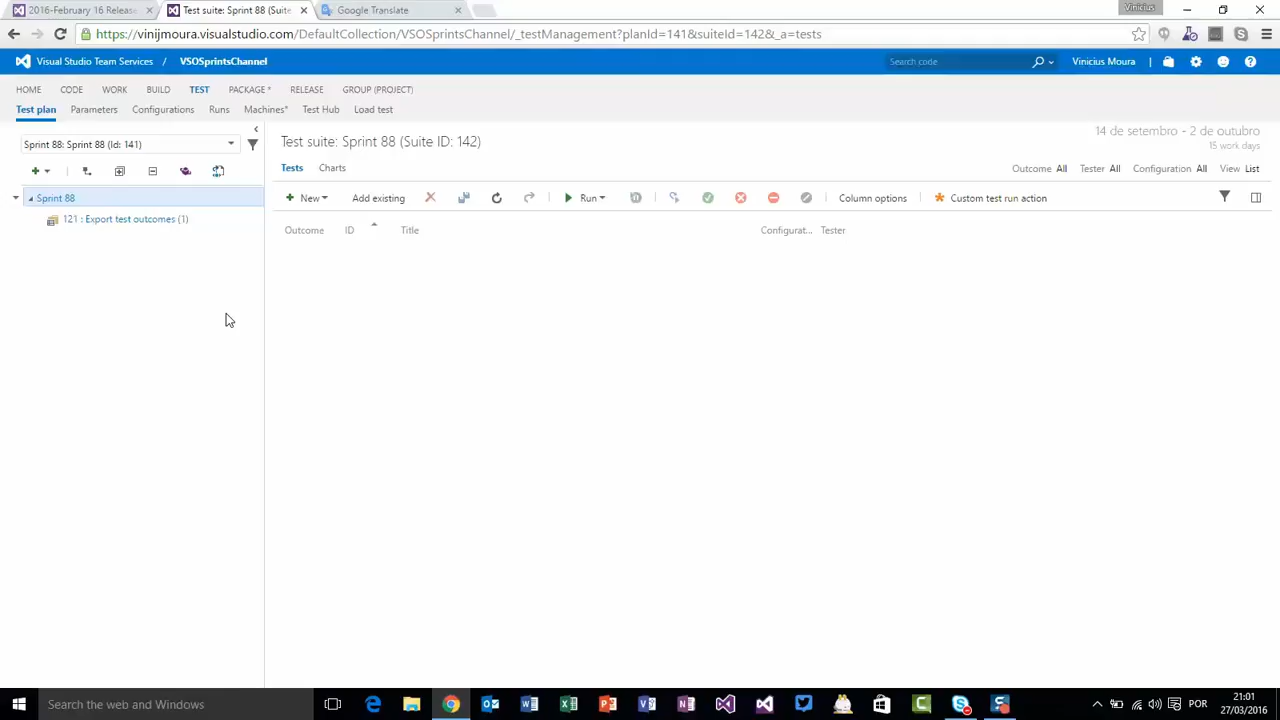 2016-February 16 Release
Test suite: Sprint 88 (Suite
Google Translate
Vinicius
https://vinijmoura.visualstudio.com/DefaultCollection/VSOSprintsChannel/_testManagement?planId=141&suiteId=142&_a=tests
Visual Studio Team Services / VSOSprintsChannel
Search code
Vinicius Moura
HOME CODE WORK BUILD TEST PACKAGE* RELEASE GROUP (PROJECT)
Test plan Parameters Configurations Runs Machines* Test Hub Load test
Sprint 88: Sprint 88 (Id: 141)
Test suite: Sprint 88 (Suite ID: 142)
14 de setembro - 2 de outubro
15 work days
Tests Charts
Outcome All Tester All Configuration All View List
Sprint 88
New Add existing Run Column options Custom test run action
121 : Export test outcomes (1)
Outcome ID Title Configurat... Tester
Search the web and Windows
POR
21:01
27/03/2016